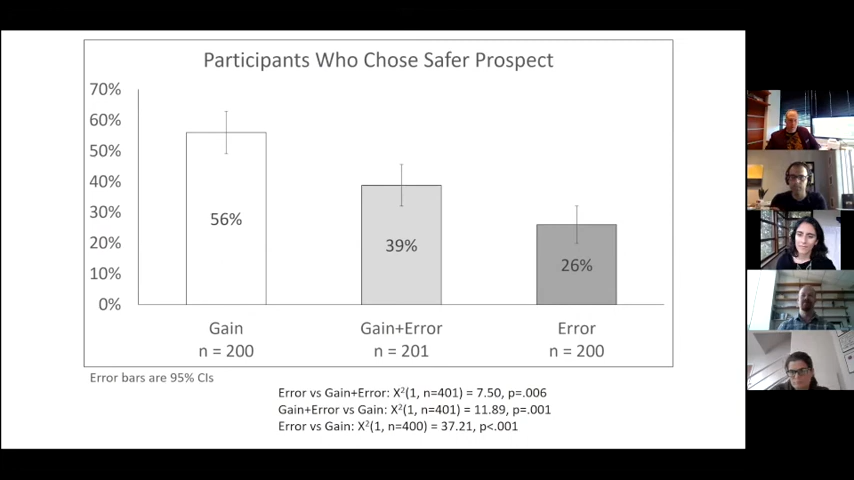 Participants Who Chose Safer Prospect
70%
60%
50%
40%
30%
20%
10%
0%
56%
39%
26%
Gain Gain+Error Error
n = 200 n = 201 n = 200
Error bars are 95% CIs
Error vs Gain+Error: X²(1, n=401) = 7.50, p=.006
Gain+Error vs Gain: X²(1, n=401) = 11.89, p=.001
Error vs Gain: X²(1, n=400) = 37.21, p<.001